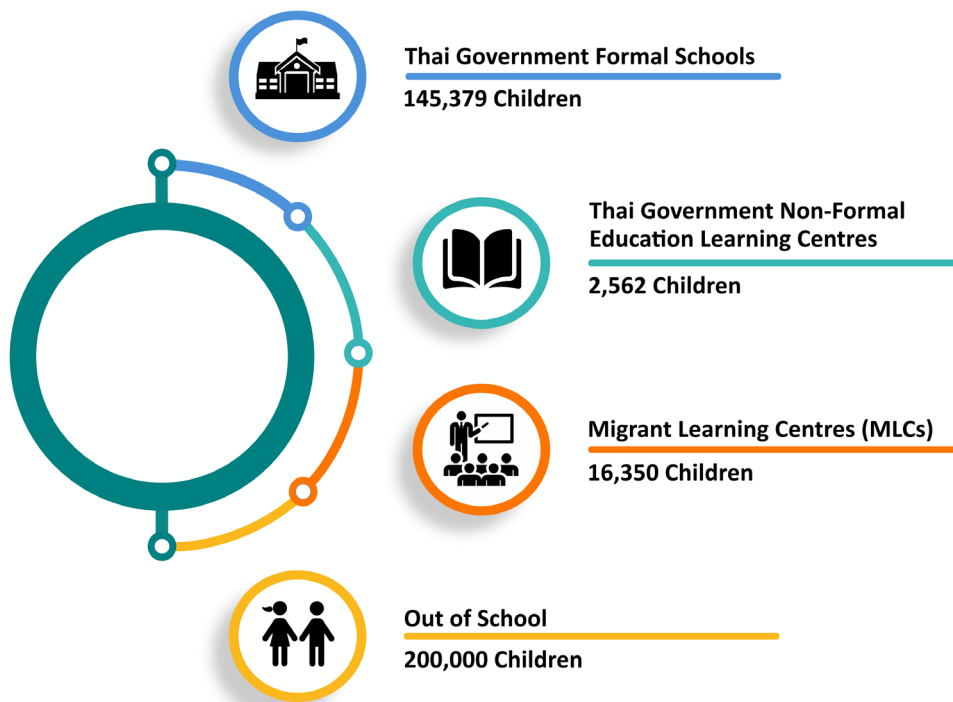 Thai Government Formal Schools
145,379 Children
Thai Government Non-Formal
Education Learning Centres
2,562 Children
Migrant Learning Centres (MLCs)
16,350 Children
Out of School
200,000 Children